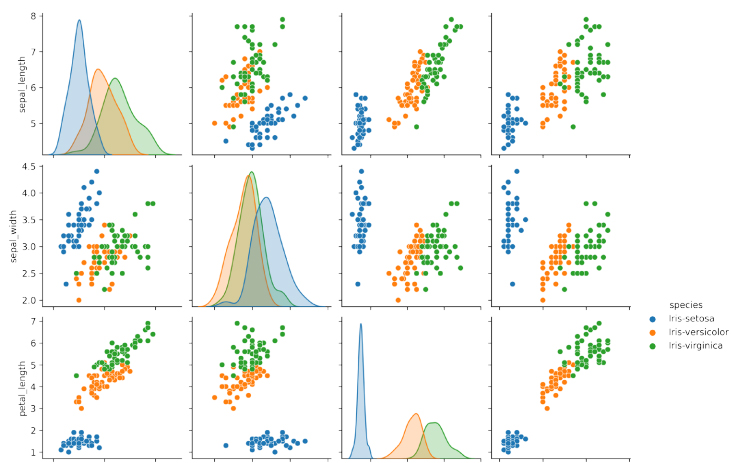 8
7
6
5
sepal_length
4.5
4.0
3.5
3.0
2.5
2.0
sepal_width
7
6
5
4
3
2
1
petal_length
species
Iris-setosa
Iris-versicolor
Iris-virginica